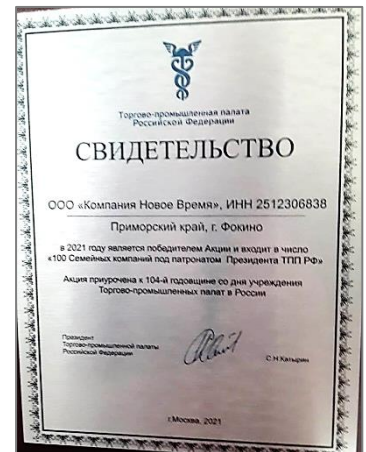 Торгово-промышленная палата
Российской Федерации
СВИДЕТЕЛЬСТВО
ООО «Компания Новое Время», ИНН 2512306838
Приморский край, г. Фокино
в 2021 году является победителем Акции и входит в число
«100 Семейных компаний под патронатом Президента ТПП РФ»
Акция приурочена к 104-й годовщине со дня учреждения
Торгово-промышленных палат в России
Президент
Торгово-промышленной палаты
Российской Федерации
С.Н.Катырин
г.Москва, 2021